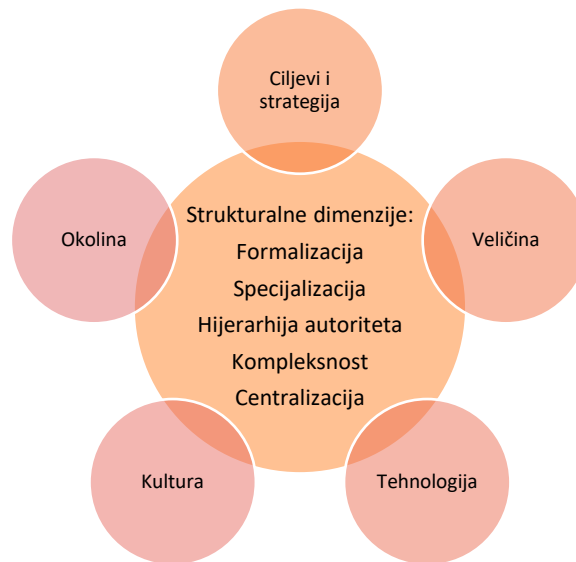 Ciljevi i
strategija
Okolina
Strukturalne dimenzije:
Formalizacija
Specijalizacija
Hijerarhija autoriteta
Kompleksnost
Centralizacija
Veličina
Kultura
Tehnologija